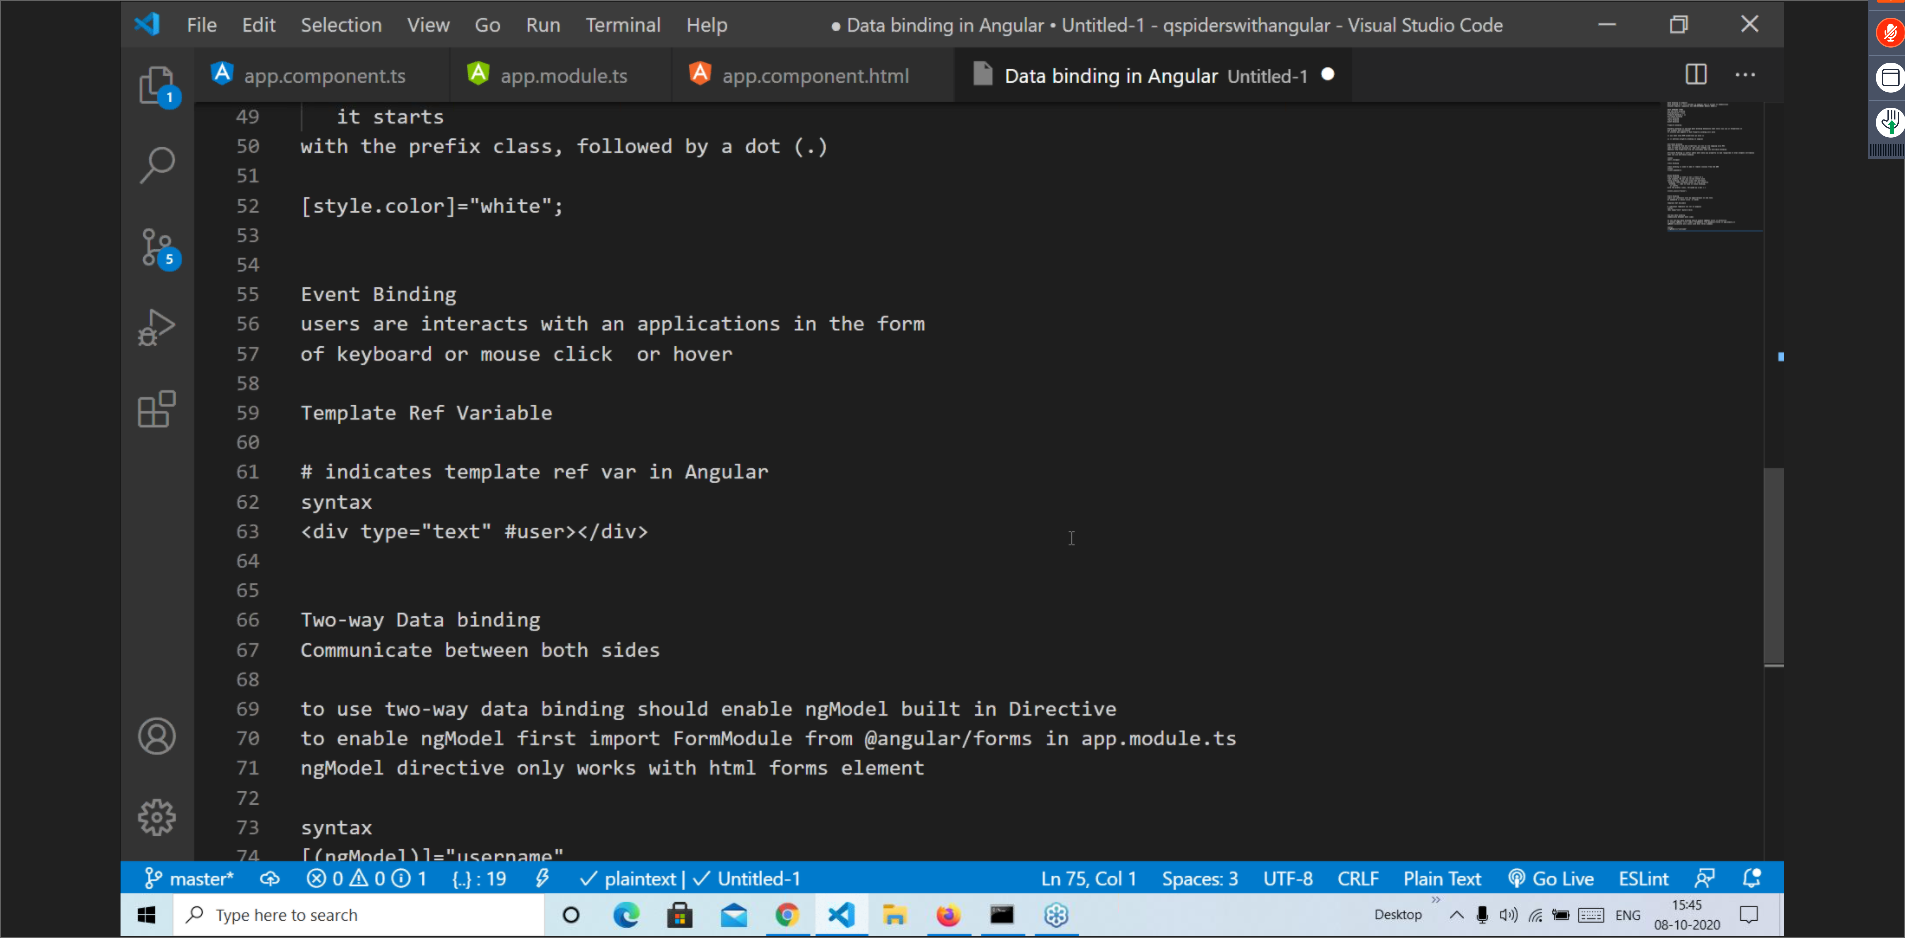 File Edit Selection View Go Run Terminal Help ● Data binding in Angular • Untitled-1 - qspiderswithangular - Visual Studio Code
app.component.ts app.module.ts app.component.html Data binding in Angular Untitled-1
1
5
49 it starts
50 with the prefix class, followed by a dot (.)
51
52 [style.color]="white";
53
54
55 Event Binding
56 users are interacts with an applications in the form
57 of keyboard or mouse click  or hover
58
59 Template Ref Variable
60
61 # indicates template ref var in Angular
62 syntax
63 <div type="text" #user></div>
64
65
66 Two-way Data binding
67 Communicate between both sides
68
69 to use two-way data binding should enable ngModel built in Directive
70 to enable ngModel first import FormModule from @angular/forms in app.module.ts
71 ngModel directive only works with html forms element
72
73 syntax
74 [(ngModel)]="username"
master* 0 0 1 {..} : 19 plaintext | Untitled-1 Ln 75, Col 1 Spaces: 3 UTF-8 CRLF Plain Text Go Live ESLint
Type here to search Desktop ENG 15:45
08-10-2020